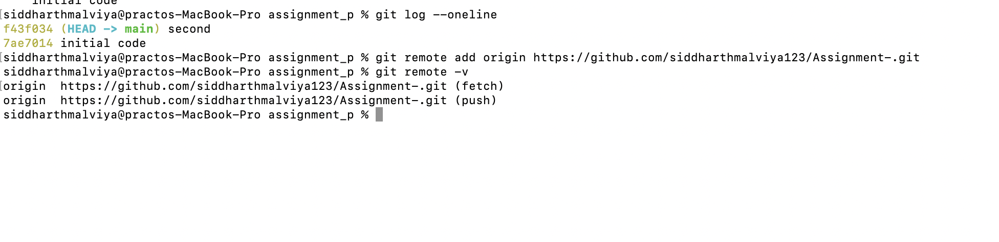 initial code
siddharthmalviya@practos-MacBook-Pro assignment_p % git log --oneline
f43f034 (HEAD -> main) second
7ae7014 initial code
siddharthmalviya@practos-MacBook-Pro assignment_p % git remote add origin https://github.com/siddharthmalviya123/Assignment-.git
siddharthmalviya@practos-MacBook-Pro assignment_p % git remote -v
origin  https://github.com/siddharthmalviya123/Assignment-.git (fetch)
origin  https://github.com/siddharthmalviya123/Assignment-.git (push)
siddharthmalviya@practos-MacBook-Pro assignment_p %